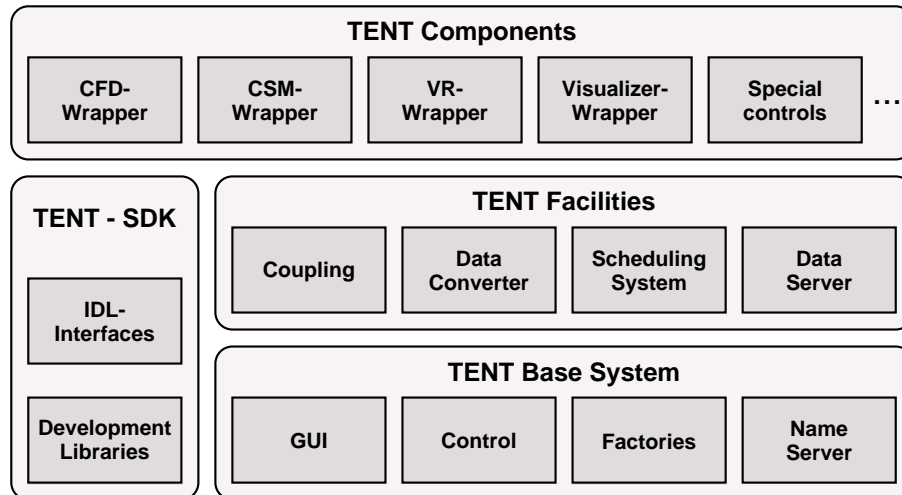 TENT Components
CFD-
Wrapper
CSM-
Wrapper
VR-
Wrapper
Visualizer-
Wrapper
Special
controls
...
TENT - SDK
IDL-
Interfaces
Development
Libraries
TENT Facilities
Coupling
Data
Converter
Scheduling
System
Data
Server
TENT Base System
GUI
Control
Factories
Name
Server